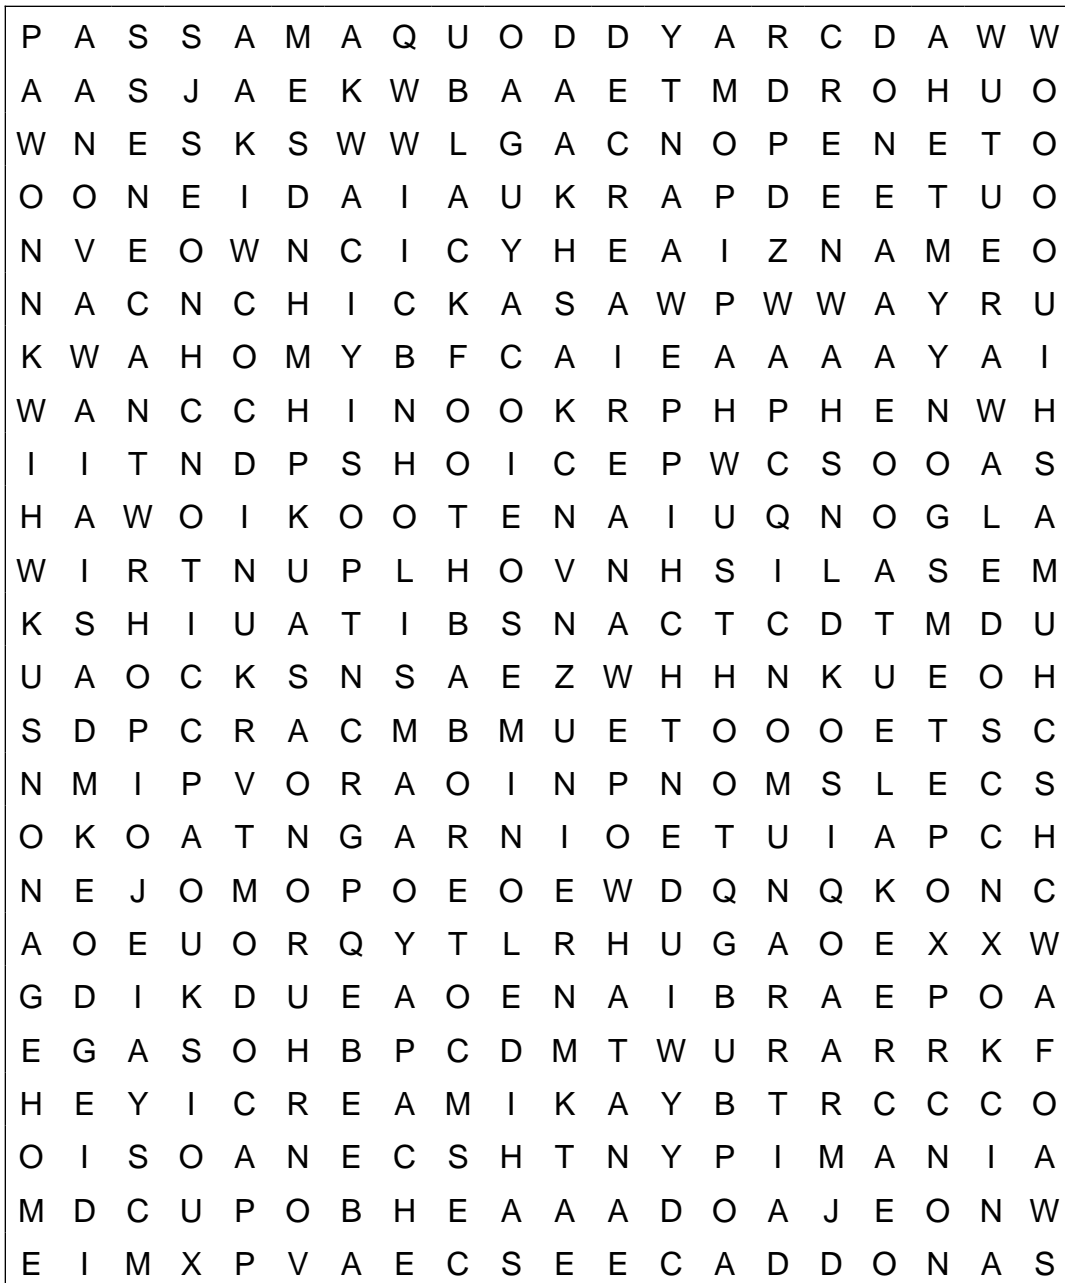 P A S S A M A Q U O D D Y A R C D A W W
A A S J A E K W B A A E T M D R O H U O
W N E S K S W W L G A C N O P E N E T O
O O N E I D A I A U K R A P D E E T U O
N V E O W N C I C Y H E A I Z N A M E O
N A C N C H I C K A S A W P W W A Y R U
K W A H O M Y B F C A I E A A A A Y A I
W A N C C H I N O O K R P H P H E N W H
I I T N D P S H O I C E P W C S O O A S
H A W O I K O O T E N A I U Q N O G L A
W I R T N U P L H O V N H S I L A S E M
K S H I U A T I B S N A C T C D T M D U
U A O C K S N S A E Z W H H N K U E O H
S D P C R A C M B M U E T O O O E T S C
N M I P V O R A O I N P N O M S L E C S
O K O A T N G A R N I O E T U I A P C H
N E J O M O P O E O E W D Q N Q K O N C
A O E U O R Q Y T L R H U G A O E X X W
G D I K D U E A O E N A I B R A E P O A
E G A S O H B P C D M T W U R A R R K F
H E Y I C R E A M I K A Y B T R C C C O
O I S O A N E C S H T N Y P I M A N I A
M D C U P O B H E A A A D O A J E O N W
E I M X P V A E C S E E C A D D O N A S